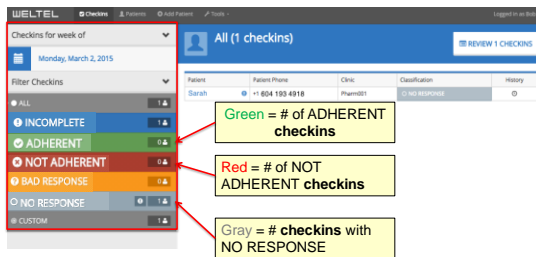 WELTEL Checkins Patients Add Patient Tools Logged in as Bob
Checkins for week of
Monday, March 2, 2015
Filter Checkins
ALL 1
INCOMPLETE 1
ADHERENT 0
NOT ADHERENT 0
BAD RESPONSE 0
NO RESPONSE 1
CUSTOM 1
All (1 checkins)
REVIEW 1 CHECKINS
Patient Patient Phone Clinic Classification History
Sarah +1 604 193 4918 Pharm001 NO RESPONSE
Green = # of ADHERENT
checkins
Red = # of NOT
ADHERENT checkins
Gray = # checkins with
NO RESPONSE